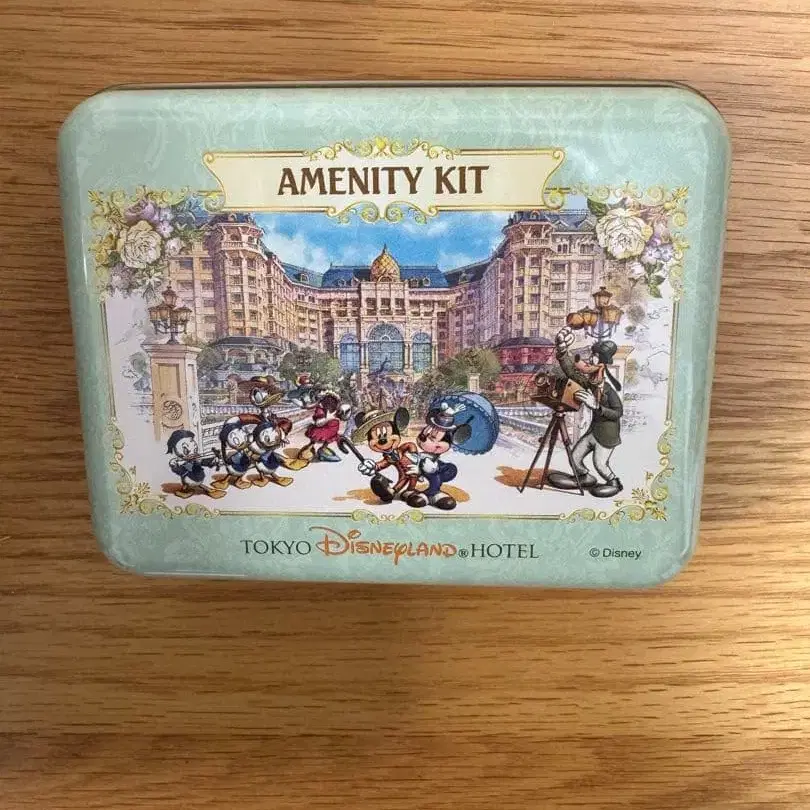 AMENITY KIT
TOKYO DISNEYLAND® HOTEL
© Disney